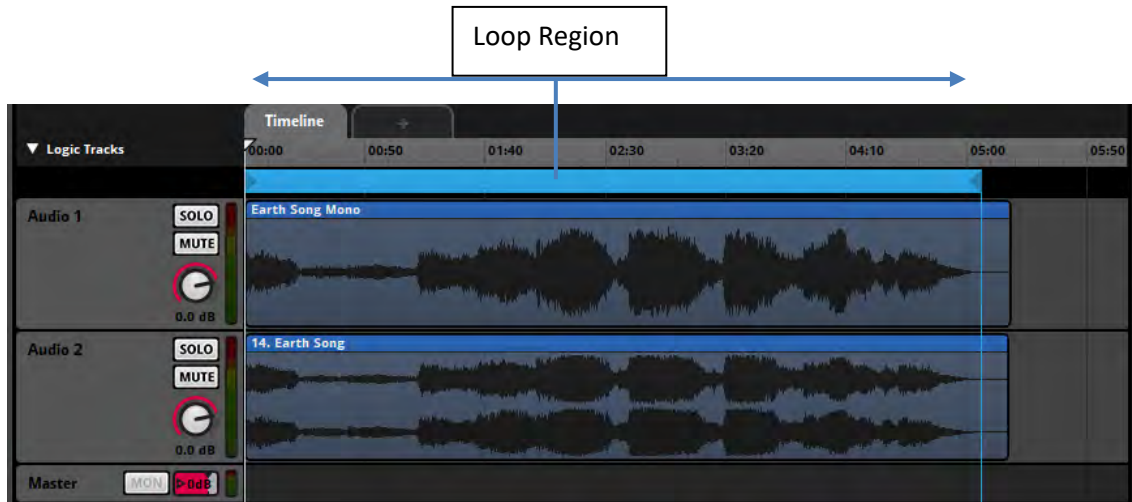 Loop Region
Timeline +
▼ Logic Tracks 00:00 00:50 01:40 02:30 03:20 04:10 05:00 05:50
Audio 1 SOLO Earth Song Mono
MUTE
0.0 dB
Audio 2 SOLO 14. Earth Song
MUTE
0.0 dB
Master MON 0dB